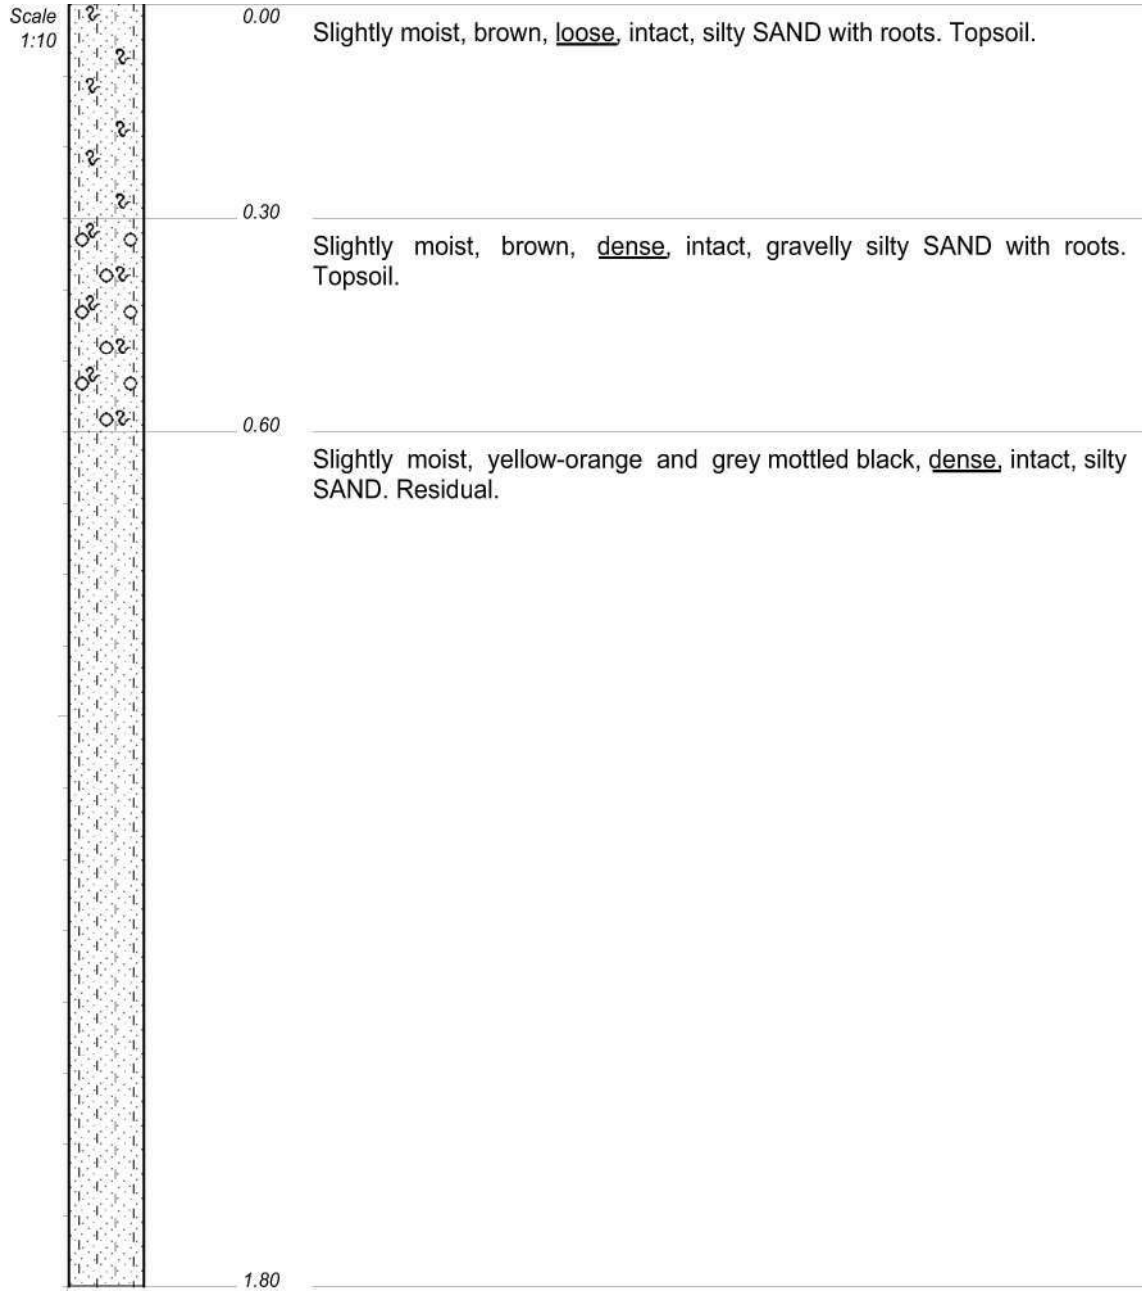 Scale
1:10
0.00
Slightly moist, brown, loose, intact, silty SAND with roots. Topsoil.
0.30
Slightly moist, brown, dense, intact, gravelly silty SAND with roots.
Topsoil.
0.60
Slightly moist, yellow-orange and grey mottled black, dense, intact, silty
SAND. Residual.
1.80